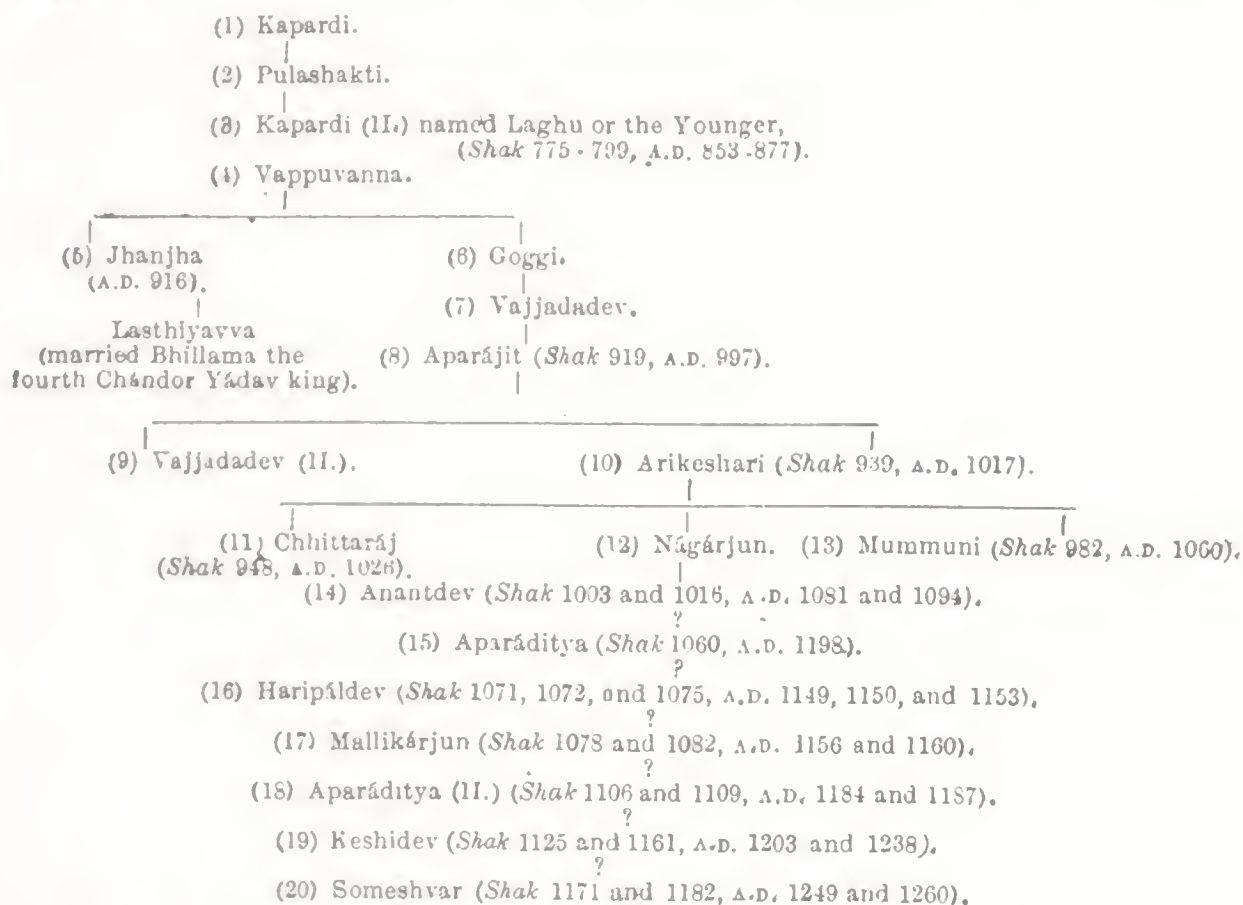 (1) Kapardi.
(2) Pulashakti.
(3) Kapardi (II.) named Laghu or the Younger,
(Shak 775 - 799, A.D. 853-877).
(4) Vappuvanna.
(5) Jhanjha (6) Goggi.
(A.D. 916).
(7) Vajjadadev.
Lasthiyavva
(married Bhillama the (8) Aparájit (Shak 919, A.D. 997).
fourth Chándor Yádav king).
(9) Vajjadadev (II.). (10) Arikeshari (Shak 939, A.D. 1017).
(11) Chhittaráj (12) Nágárjun. (13) Mummuni (Shak 982, A.D. 1060).
(Shak 948, A.D. 1026).
(14) Anantdev (Shak 1003 and 1016, A.D. 1081 and 1094).
?
(15) Aparáditya (Shak 1060, A.D. 1198).
?
(16) Haripáldev (Shak 1071, 1072, and 1075, A.D. 1149, 1150, and 1153).
?
(17) Mallikárjun (Shak 1078 and 1082, A.D. 1156 and 1160).
?
(18) Aparáditya (II.) (Shak 1106 and 1109, A.D. 1184 and 1187).
?
(19) Keshidev (Shak 1125 and 1161, A.D. 1203 and 1238).
?
(20) Someshvar (Shak 1171 and 1182, A.D. 1249 and 1260).